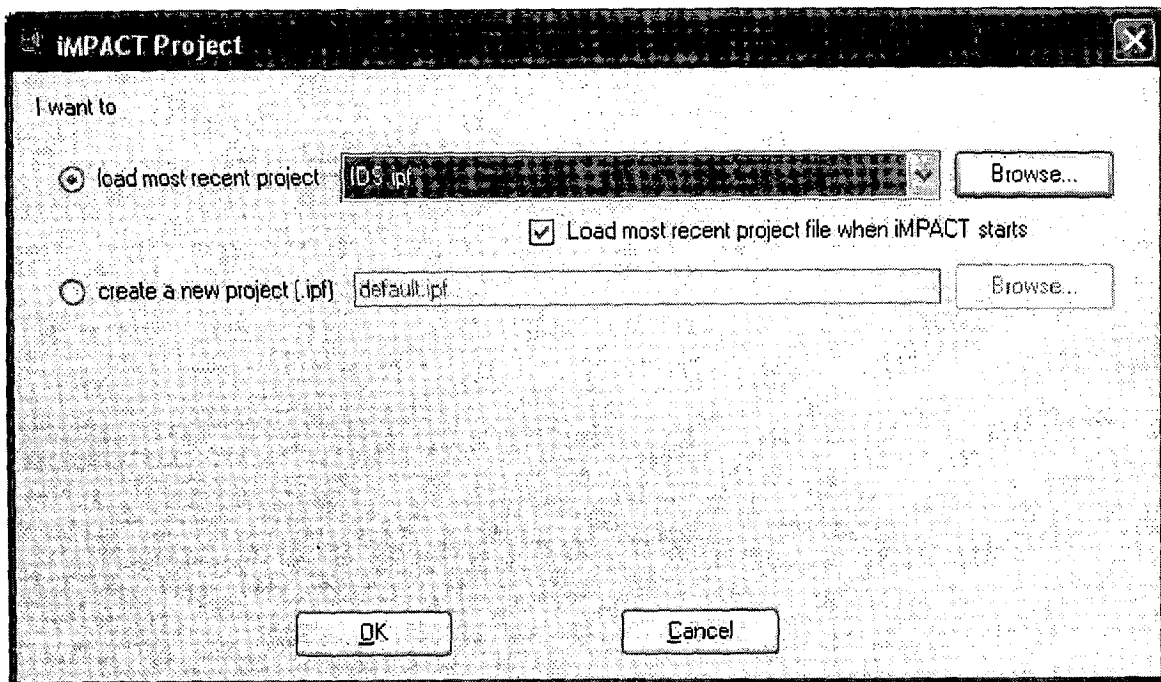 iMPACT Project
I want to
load most recent project IDS.ipf Browse...
Load most recent project file when iMPACT starts
create a new project (.ipf) default.ipf Browse...
OK Cancel